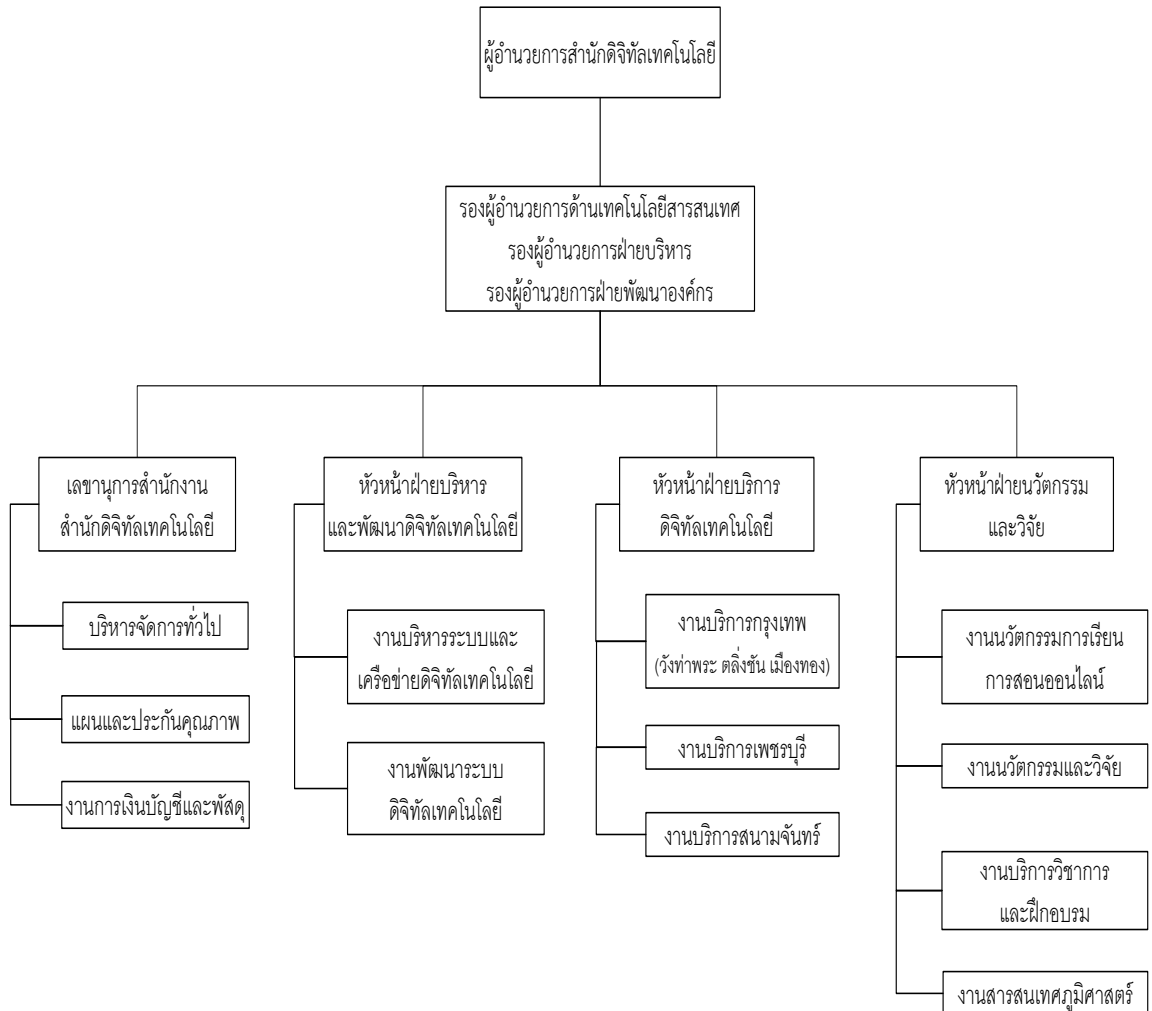 ผู้อำนวยการสำนักดิจิทัลเทคโนโลยี
รองผู้อำนวยการด้านเทคโนโลยีสารสนเทศ
รองผู้อำนวยการฝ่ายบริหาร
รองผู้อำนวยการฝ่ายพัฒนาองค์กร
เลขานุการสำนักงาน
สำนักดิจิทัลเทคโนโลยี
บริหารจัดการทั่วไป
แผนและประกันคุณภาพ
งานการเงินบัญชีและพัสดุ
หัวหน้าฝ่ายบริหาร
และพัฒนาดิจิทัลเทคโนโลยี
งานบริหารระบบและ
เครือข่ายดิจิทัลเทคโนโลยี
งานพัฒนาระบบ
ดิจิทัลเทคโนโลยี
หัวหน้าฝ่ายบริการ
ดิจิทัลเทคโนโลยี
งานบริการกรุงเทพ
(วังท่าพระ ตลิ่งชัน เมืองทอง)
งานบริการเพชรบุรี
งานบริการสนามจันทร์
หัวหน้าฝ่ายนวัตกรรม
และวิจัย
งานนวัตกรรมการเรียน
การสอนออนไลน์
งานนวัตกรรมและวิจัย
งานบริการวิชาการ
และฝึกอบรม
งานสารสนเทศภูมิศาสตร์